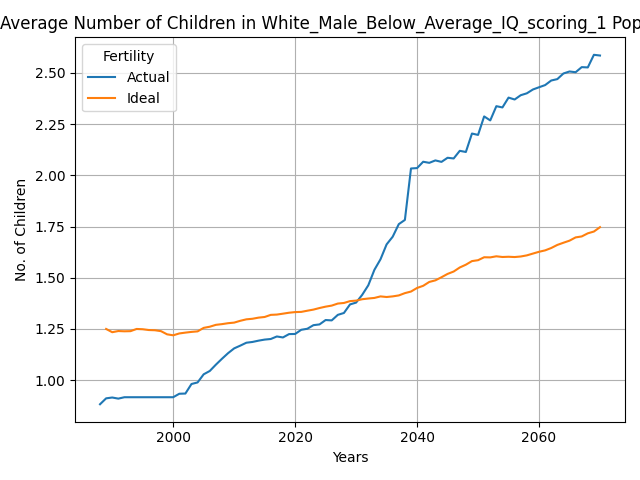 Average Number of Children in White_Male_Below_Average_IQ_scoring_1 Pop
Fertility
Actual
Ideal
2.50
2.25
2.00
1.75
1.50
1.25
1.00
No. of Children
2000 2020 2040 2060
Years